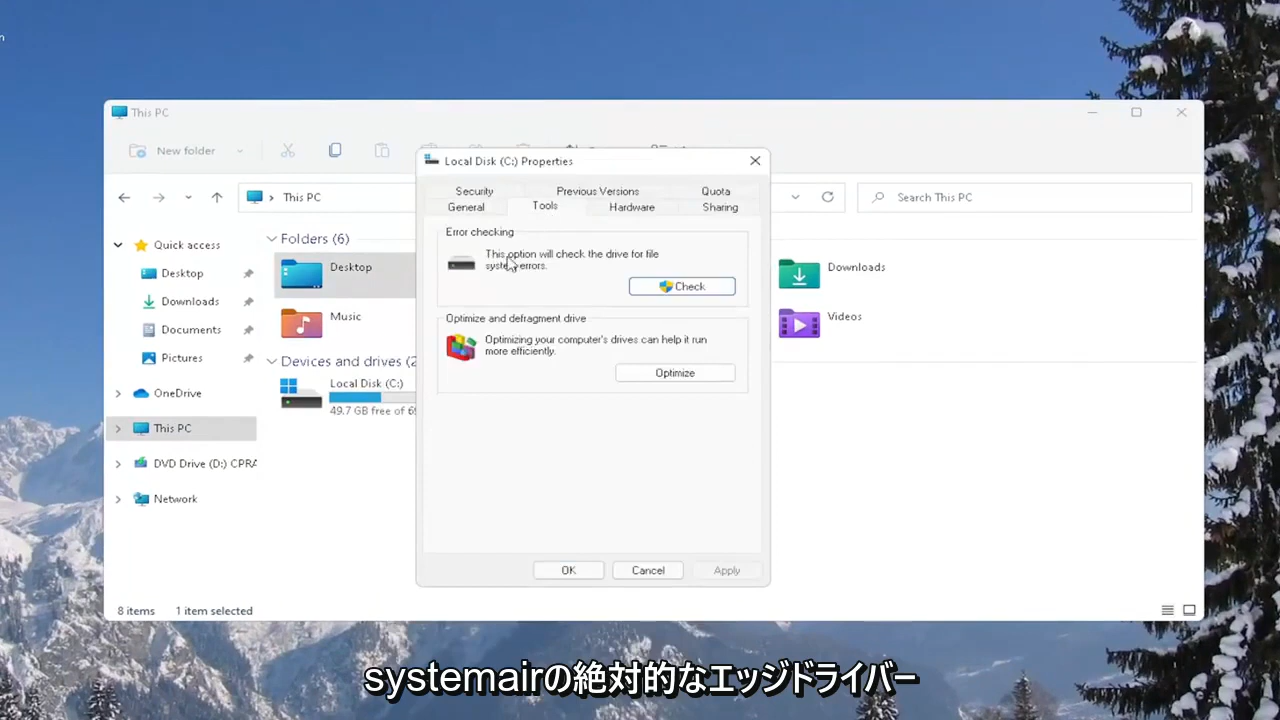 n
This PC
New folder
This PC
Search This PC
Quick access
Desktop
Downloads
Documents
Pictures
OneDrive
This PC
DVD Drive (D:) CPRA
Network
Folders (6)
Desktop
Music
Downloads
Videos
Devices and drives (2
Local Disk (C:)
49.7 GB free of 69
Local Disk (C:) Properties
Security Previous Versions Quota
General Tools Hardware Sharing
Error checking
This option will check the drive for file
system errors.
Check
Optimize and defragment drive
Optimizing your computer's drives can help it run
more efficiently.
Optimize
OK Cancel Apply
8 items 1 item selected
systemairの絶対的なエッジドライバー